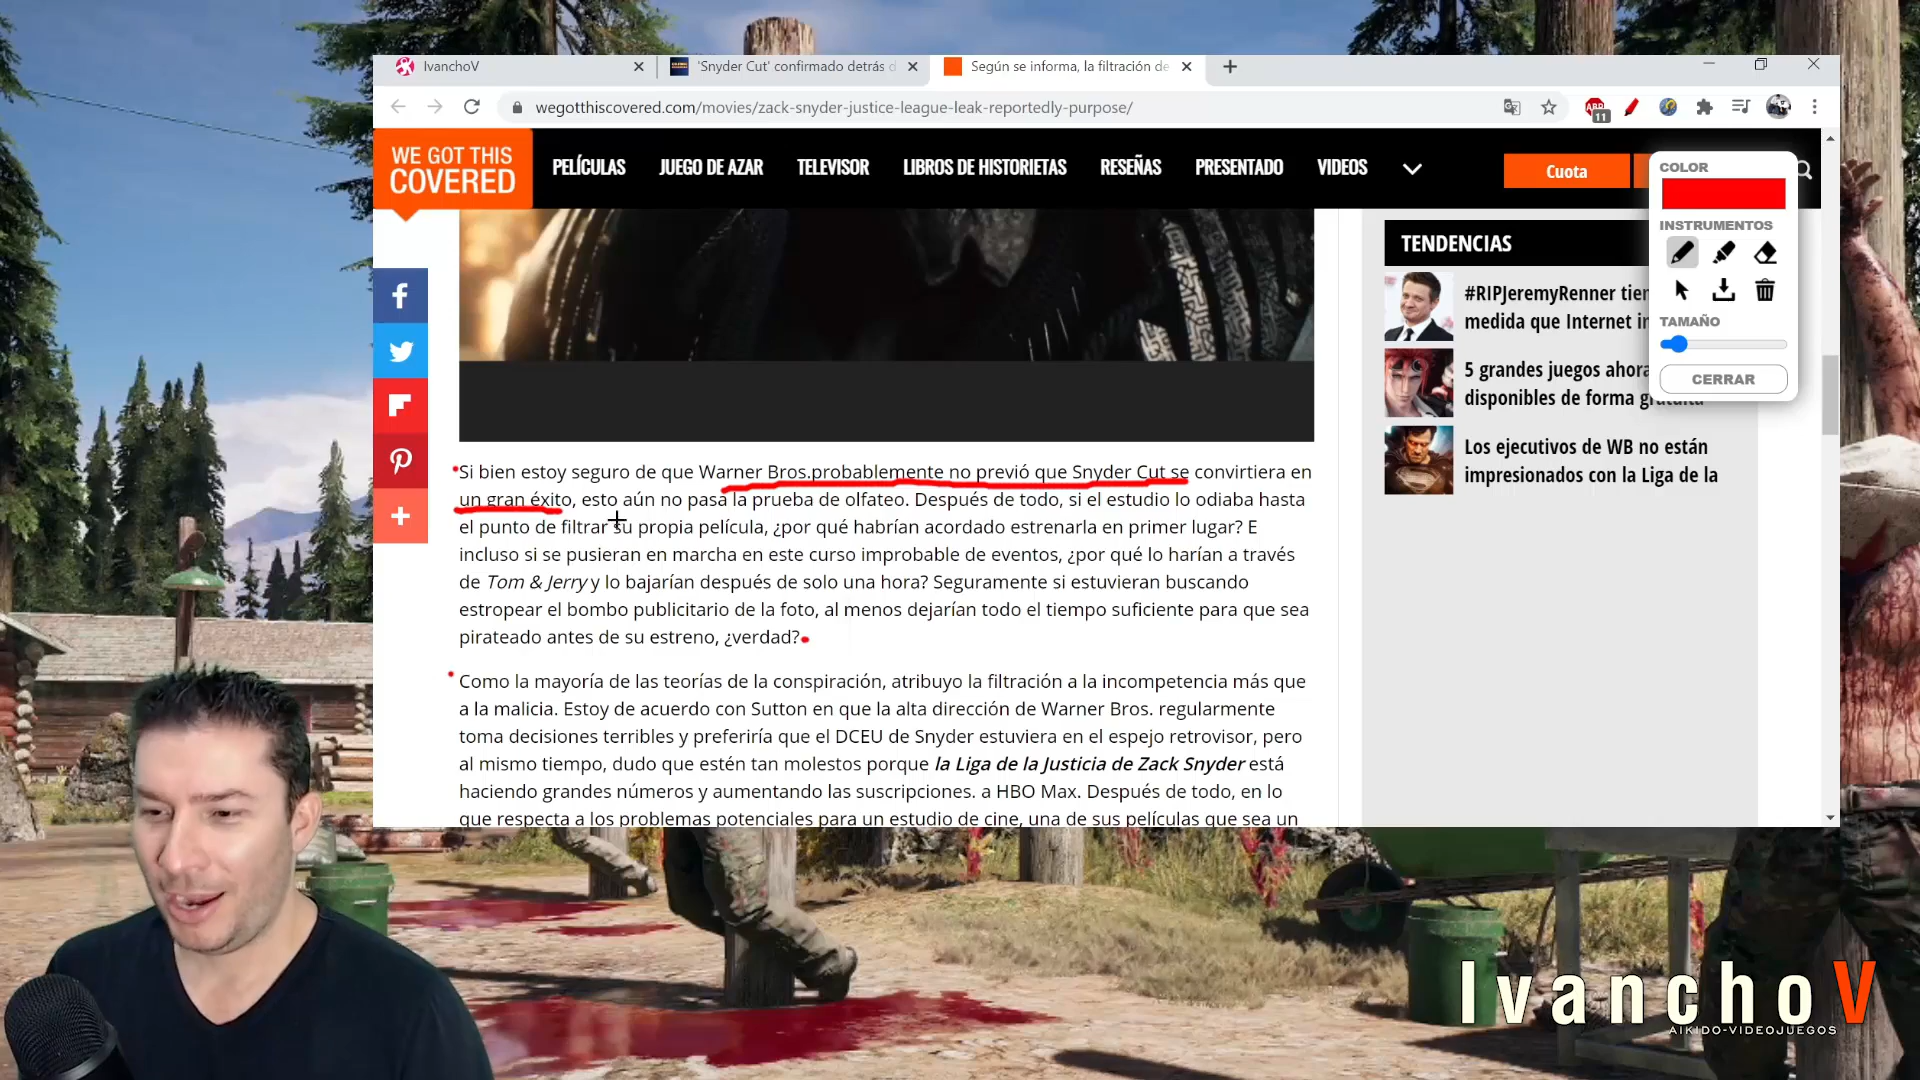 IvanchoV
'Snyder Cut' confirmado detrás d
Según se informa, la filtración de
wegotthiscovered.com/movies/zack-snyder-justice-league-leak-reportedly-purpose/
ABP
11
WE GOT THIS
COVERED
PELÍCULAS
JUEGO DE AZAR
TELEVISOR
LIBROS DE HISTORIETAS
RESEÑAS
PRESENTADO
VIDEOS
Cuota
COLOR
INSTRUMENTOS
TAMAÑO
CERRAR
TENDENCIAS
#RIPJeremyRenner tien
medida que Internet in
5 grandes juegos ahora
disponibles de forma gratuita
Los ejecutivos de WB no están
impresionados con la Liga de la
Si bien estoy seguro de que Warner Bros.probablemente no previó que Snyder Cut se convirtiera en
un gran éxito, esto aún no pasa la prueba de olfateo. Después de todo, si el estudio lo odiaba hasta
el punto de filtrar su propia película, ¿por qué habrían acordado estrenarla en primer lugar? E
incluso si se pusieran en marcha en este curso improbable de eventos, ¿por qué lo harían a través
de Tom & Jerry y lo bajarían después de solo una hora? Seguramente si estuvieran buscando
estropear el bombo publicitario de la foto, al menos dejarían todo el tiempo suficiente para que sea
pirateado antes de su estreno, ¿verdad?
Como la mayoría de las teorías de la conspiración, atribuyo la filtración a la incompetencia más que
a la malicia. Estoy de acuerdo con Sutton en que la alta dirección de Warner Bros. regularmente
toma decisiones terribles y preferiría que el DCEU de Snyder estuviera en el espejo retrovisor, pero
al mismo tiempo, dudo que estén tan molestos porque la Liga de la Justicia de Zack Snyder está
haciendo grandes números y aumentando las suscripciones. a HBO Max. Después de todo, en lo
que respecta a los problemas potenciales para un estudio de cine, una de sus películas que sea un
IvanchoV
AIKIDO-VIDEOJUEGOS